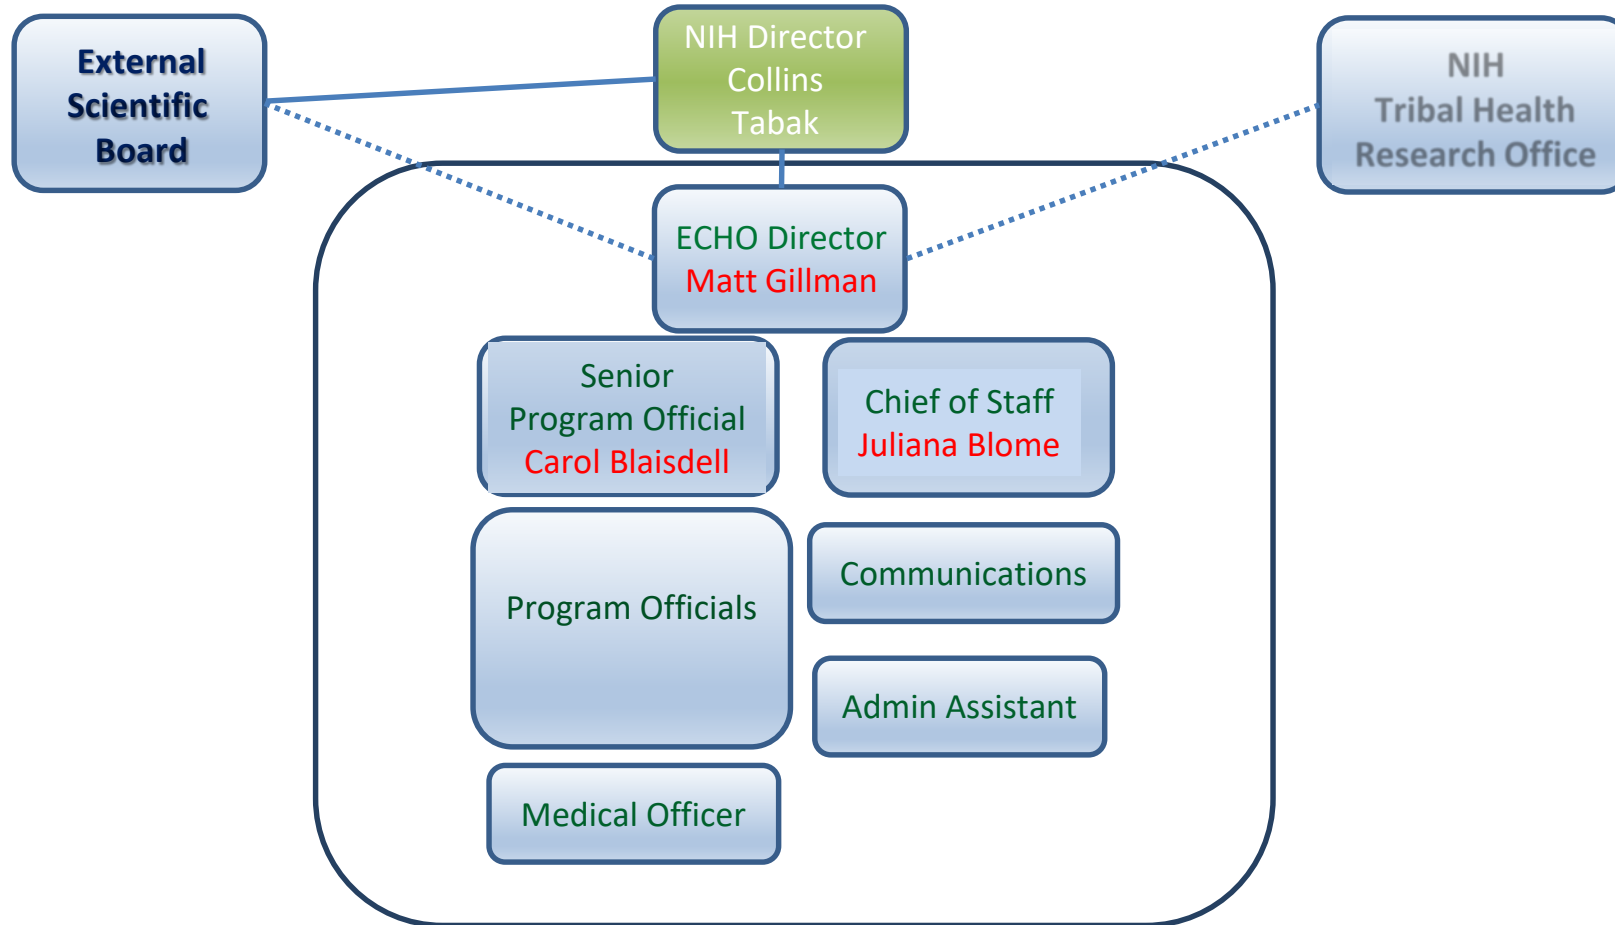 External
Scientific
Board
NIH Director
Collins
Tabak
NIH
Tribal Health
Research Office
ECHO Director
Matt Gillman
Senior
Program Official
Carol Blaisdell
Chief of Staff
Juliana Blome
Program Officials
Communications
Admin Assistant
Medical Officer